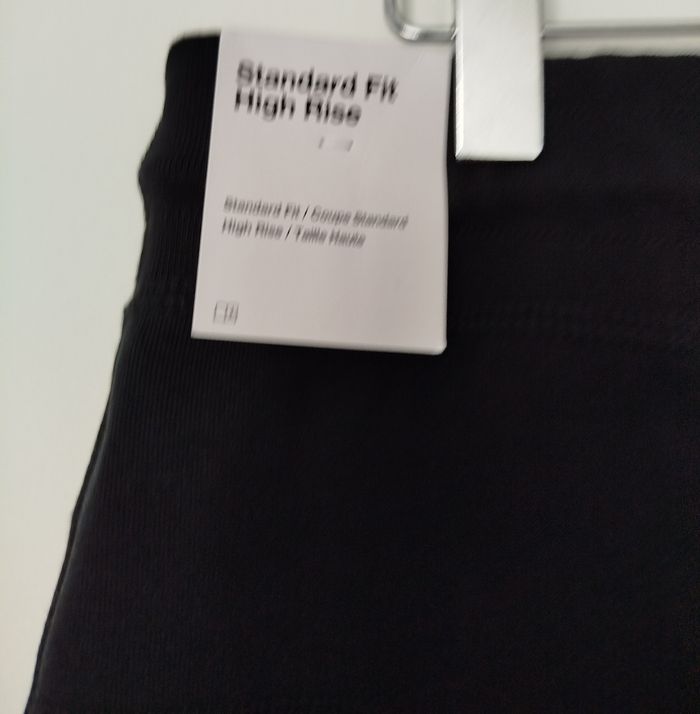 Standard Fit
High Rise
Standard Fit / Coupe Standard
High Rise / Taille Haute